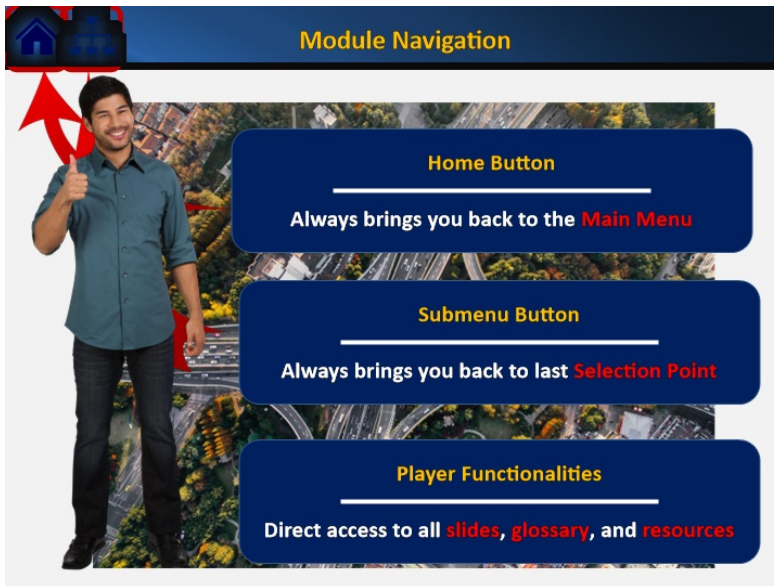 Module Navigation
Home Button
Always brings you back to the Main Menu
Submenu Button
Always brings you back to last Selection Point
Player Functionalities
Direct access to all slides, glossary, and resources